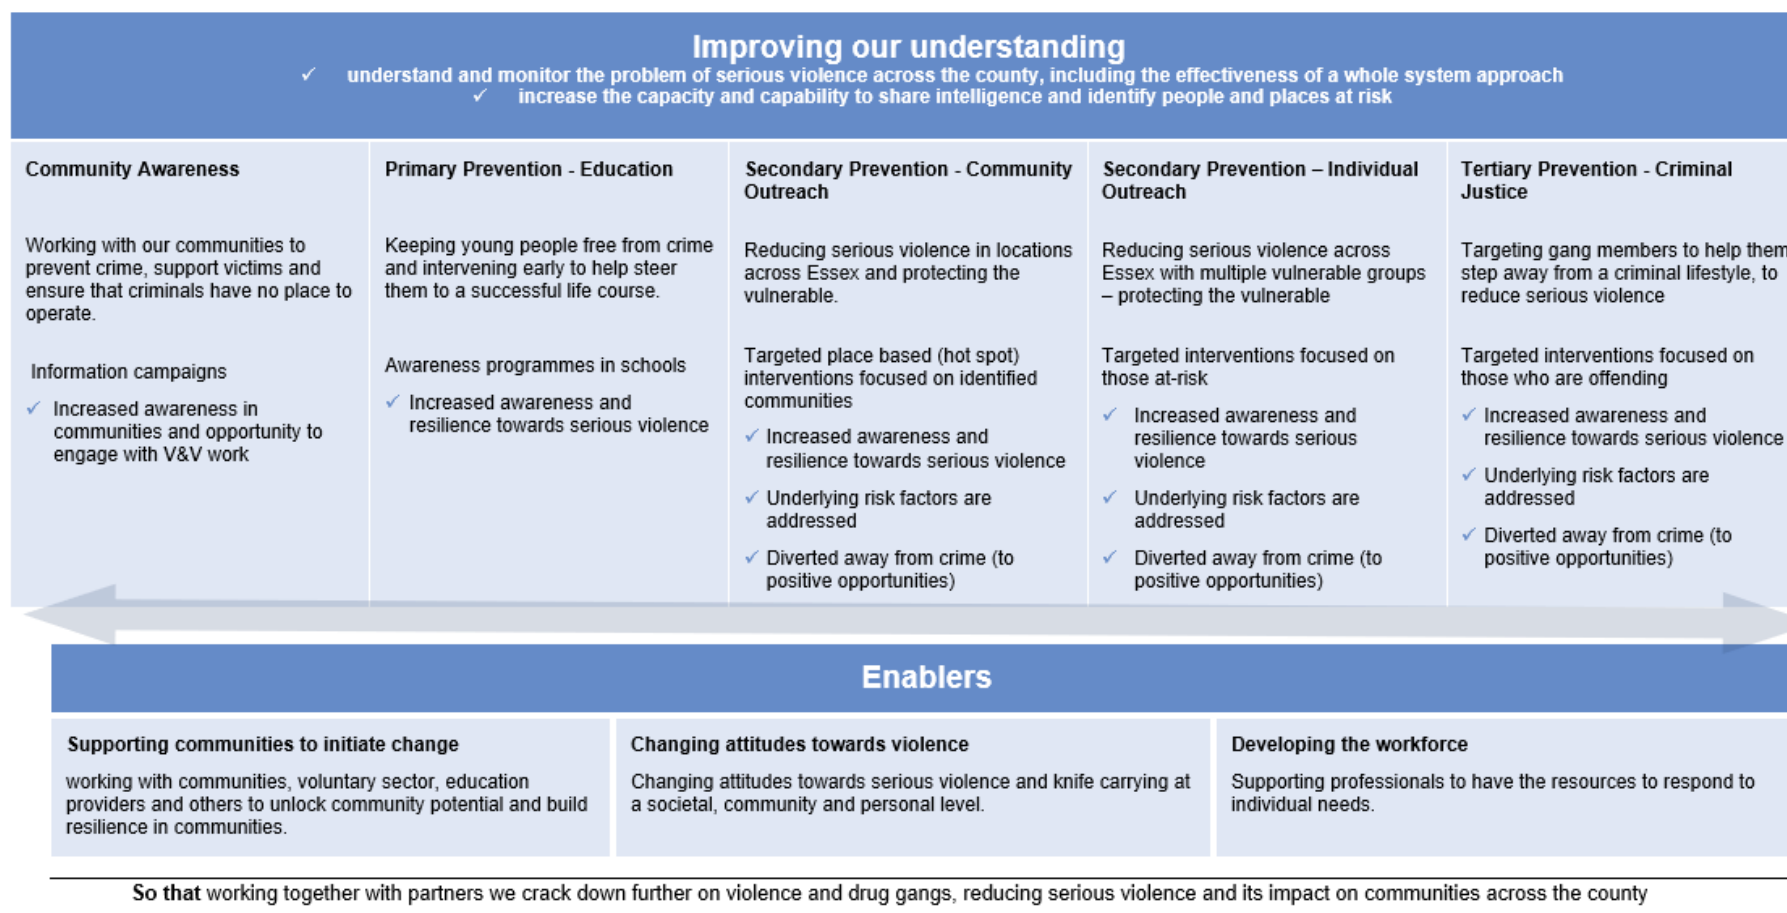 Improving our understanding
✓ understand and monitor the problem of serious violence across the county, including the effectiveness of a whole system approach
✓ increase the capacity and capability to share intelligence and identify people and places at risk
Community Awareness
Working with our communities to
prevent crime, support victims and
ensure that criminals have no place to
operate.
Information campaigns
✓ Increased awareness in
communities and opportunity to
engage with V&V work
Primary Prevention - Education
Keeping young people free from crime
and intervening early to help steer
them to a successful life course.
Awareness programmes in schools
✓ Increased awareness and
resilience towards serious violence
Secondary Prevention - Community
Outreach
Reducing serious violence in locations
across Essex and protecting the
vulnerable.
Targeted place based (hot spot)
interventions focused on identified
communities
✓ Increased awareness and
resilience towards serious violence
✓ Underlying risk factors are
addressed
✓ Diverted away from crime (to
positive opportunities)
Secondary Prevention – Individual
Outreach
Reducing serious violence across
Essex with multiple vulnerable groups
– protecting the vulnerable
Targeted interventions focused on
those at-risk
✓ Increased awareness and
resilience towards serious
violence
✓ Underlying risk factors are
addressed
✓ Diverted away from crime (to
positive opportunities)
Tertiary Prevention - Criminal
Justice
Targeting gang members to help them
step away from a criminal lifestyle, to
reduce serious violence
Targeted interventions focused on
those who are offending
✓ Increased awareness and
resilience towards serious violence
✓ Underlying risk factors are
addressed
✓ Diverted away from crime (to
positive opportunities)
Enablers
Supporting communities to initiate change
working with communities, voluntary sector, education
providers and others to unlock community potential and build
resilience in communities.
Changing attitudes towards violence
Changing attitudes towards serious violence and knife carrying at
a societal, community and personal level.
Developing the workforce
Supporting professionals to have the resources to respond to
individual needs.
So that working together with partners we crack down further on violence and drug gangs, reducing serious violence and its impact on communities across the county